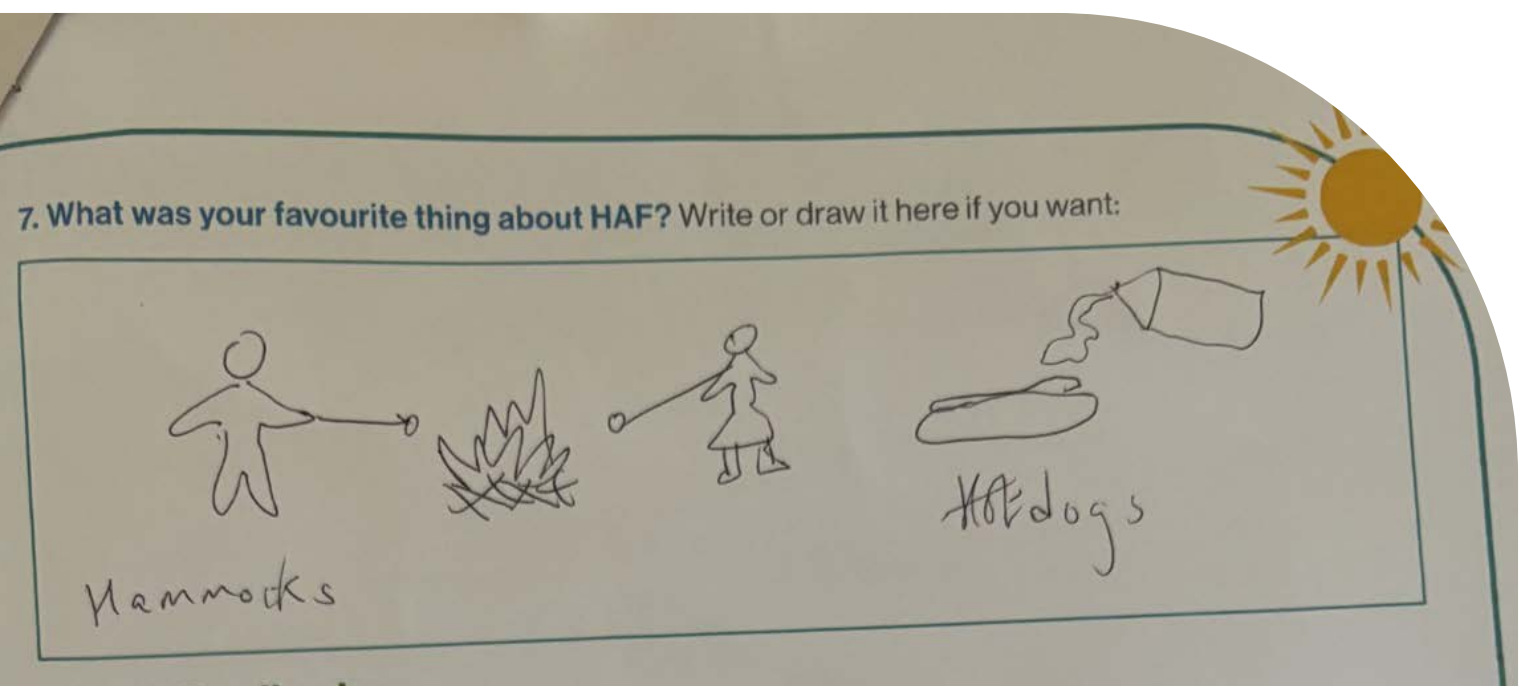 7. What was your favourite thing about HAF? Write or draw it here if you want:
Hotdogs
Hammocks